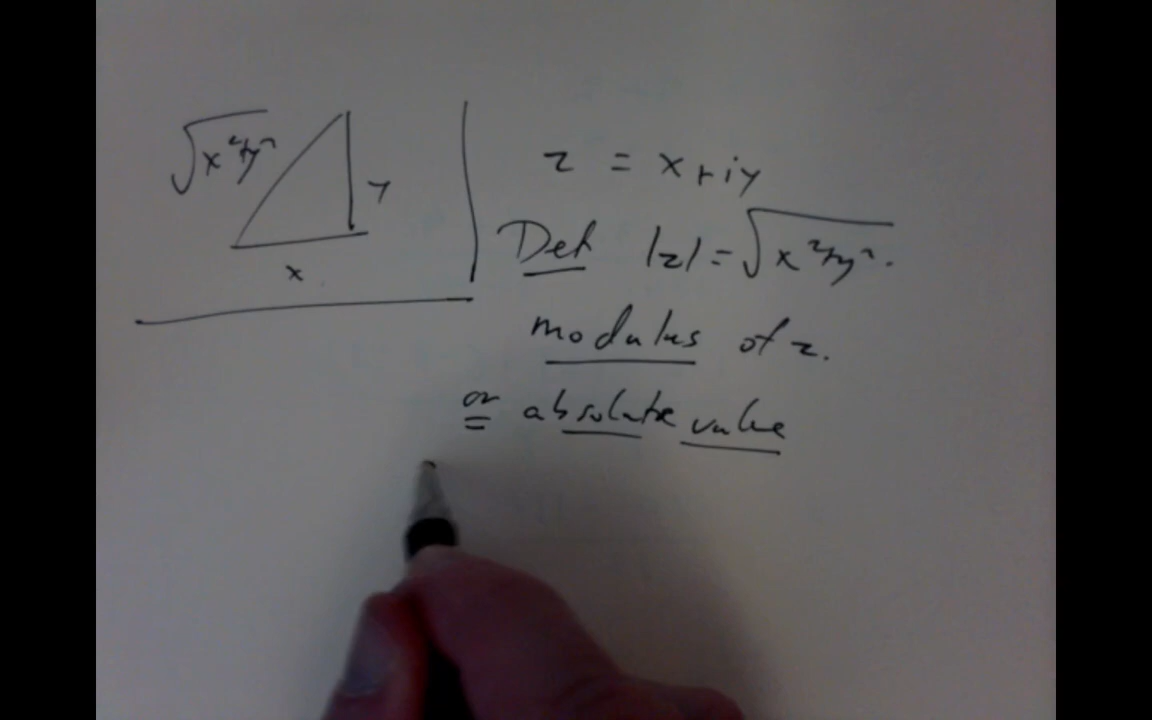 √x²+y²
y
x
z = x+iy
Def |z| = √x²+y².
modulus of z.
or absolute value